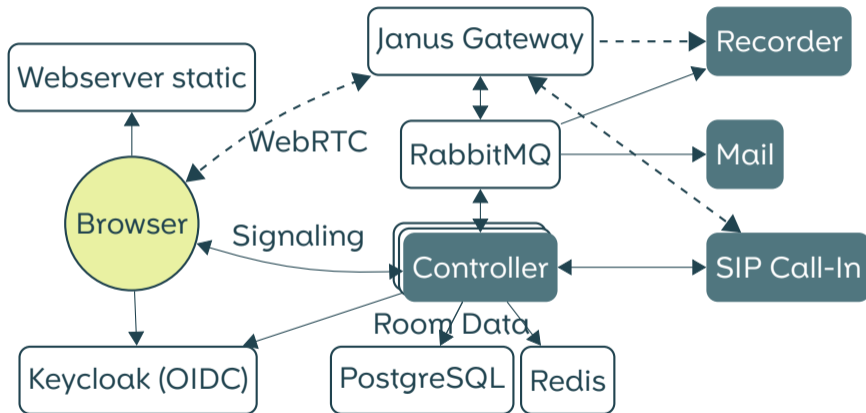 Janus Gateway
Recorder
Webserver static
WebRTC
RabbitMQ
Mail
Browser
Signaling
Controller
SIP Call-In
Room Data
Keycloak (OIDC)
PostgreSQL
Redis